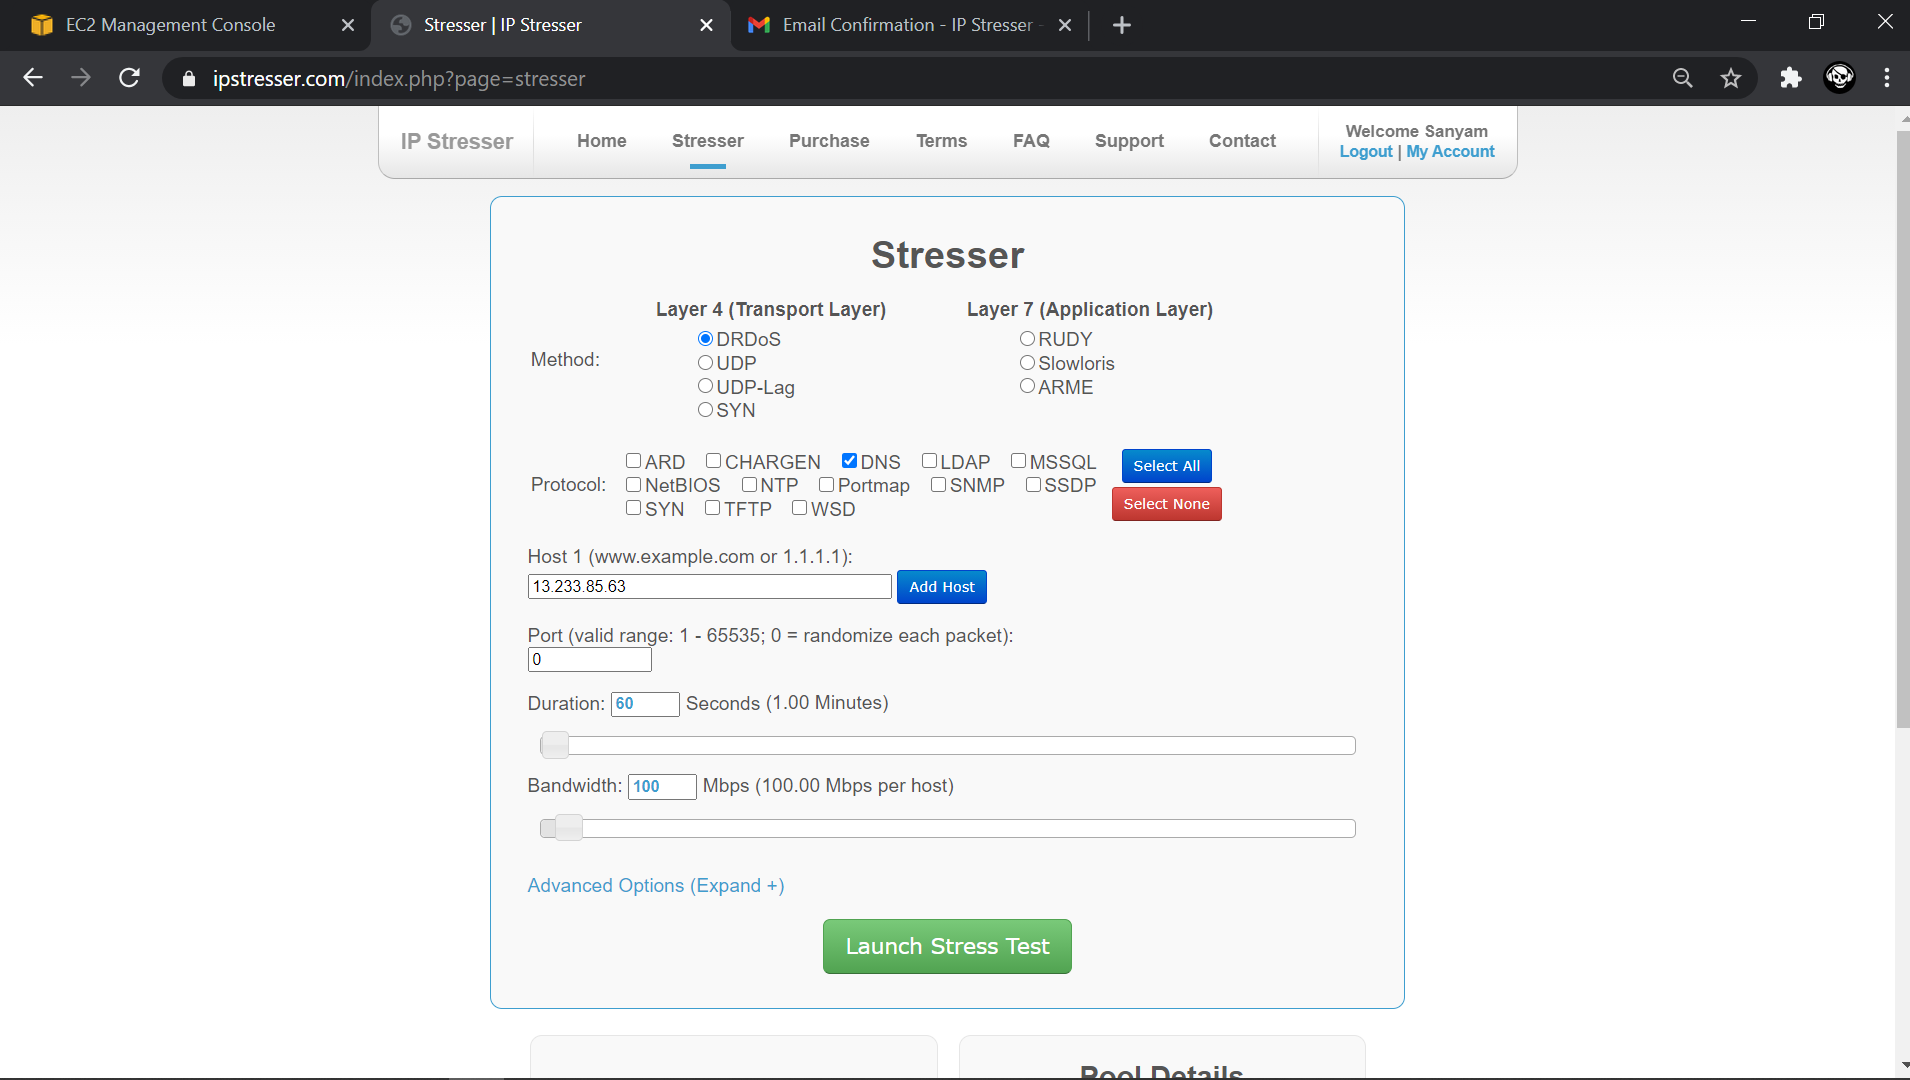 EC2 Management Console
Stresser | IP Stresser
Email Confirmation - IP Stresser -
ipstresser.com/index.php?page=stresser
IP Stresser
Home
Stresser
Purchase
Terms
FAQ
Support
Contact
Welcome Sanyam
Logout | My Account
Stresser
Layer 4 (Transport Layer)
Layer 7 (Application Layer)
Method:
DRDoS
UDP
UDP-Lag
SYN
RUDY
Slowloris
ARME
Protocol:
ARD CHARGEN DNS LDAP MSSQL
NetBIOS NTP Portmap SNMP SSDP
SYN TFTP WSD
Select All
Select None
Host 1 (www.example.com or 1.1.1.1):
13.233.85.63
Add Host
Port (valid range: 1 - 65535; 0 = randomize each packet):
0
Duration: 60 Seconds (1.00 Minutes)
Bandwidth: 100 Mbps (100.00 Mbps per host)
Advanced Options (Expand +)
Launch Stress Test
Pool Details